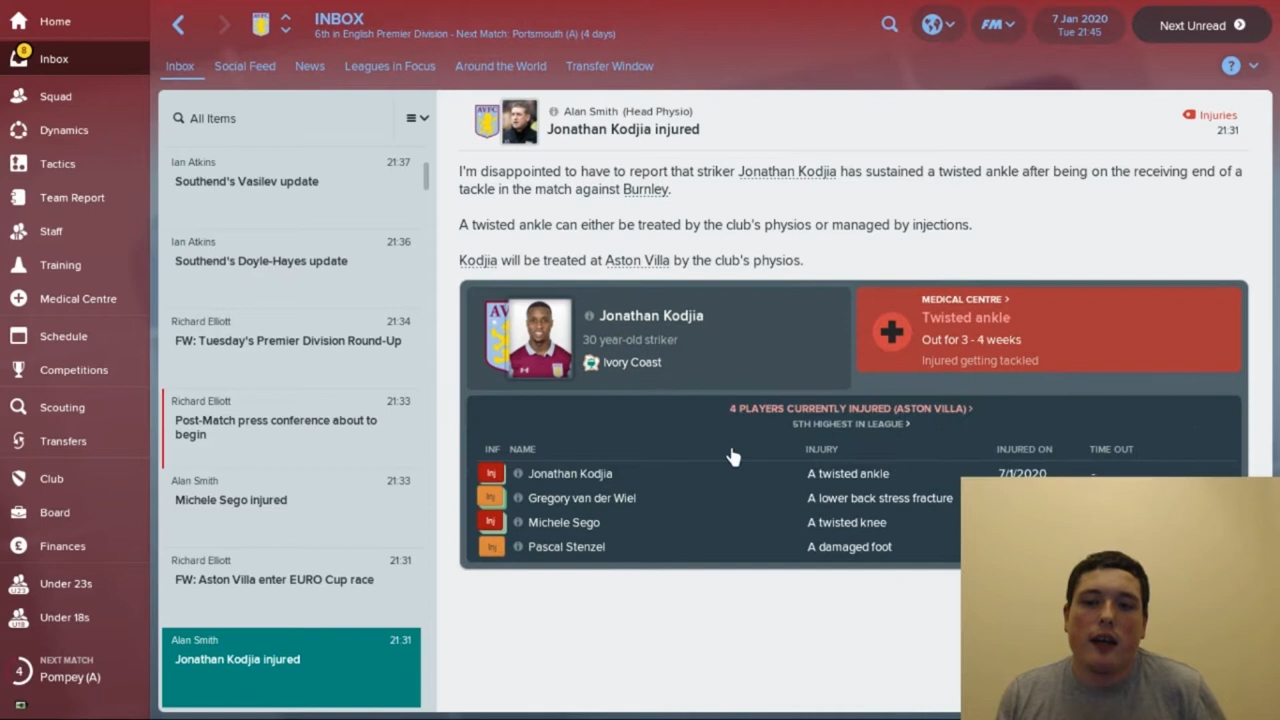 Home
8
Inbox
Squad
Dynamics
Tactics
Team Report
Staff
Training
Medical Centre
Schedule
Competitions
Scouting
Transfers
Club
Board
Finances
Under 23s
Under 18s
4
NEXT MATCH
Pompey (A)
INBOX
6th in English Premier Division - Next Match: Portsmouth (A) (4 days)
FM
7 Jan 2020
Tue 21:45
Next Unread
Inbox
Social Feed
News
Leagues in Focus
Around the World
Transfer Window
?
All Items
Ian Atkins 21:37
Southend's Vasilev update
Ian Atkins 21:36
Southend's Doyle-Hayes update
Richard Elliott 21:34
FW: Tuesday's Premier Division Round-Up
Richard Elliott 21:33
Post-Match press conference about to
begin
Alan Smith 21:33
Michele Sego injured
Richard Elliott 21:31
FW: Aston Villa enter EURO Cup race
Alan Smith 21:31
Jonathan Kodjia injured
AVFC
Alan Smith (Head Physio)
Jonathan Kodjia injured
Injuries
21:31
I'm disappointed to have to report that striker Jonathan Kodjia has sustained a twisted ankle after being on the receiving end of a
tackle in the match against Burnley.
A twisted ankle can either be treated by the club's physios or managed by injections.
Kodjia will be treated at Aston Villa by the club's physios.
Jonathan Kodjia
30 year-old striker
Ivory Coast
MEDICAL CENTRE >
Twisted ankle
Out for 3 - 4 weeks
Injured getting tackled
4 PLAYERS CURRENTLY INJURED (ASTON VILLA) >
5TH HIGHEST IN LEAGUE >
INF NAME INJURY INJURED ON TIME OUT
Inj Jonathan Kodjia A twisted ankle 7/1/2020 -
Inj Gregory van der Wiel A lower back stress fracture
Inj Michele Sego A twisted knee
Inj Pascal Stenzel A damaged foot